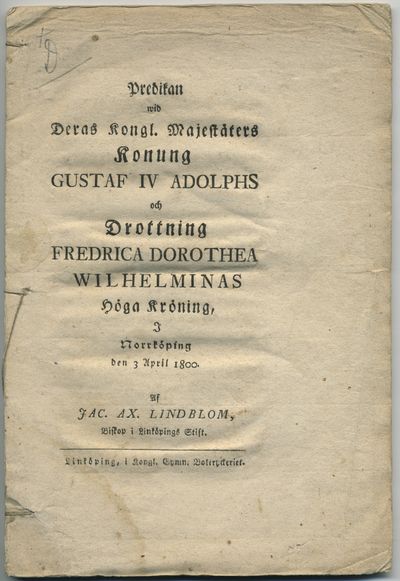 Predikan
wid
Deras Kongl. Majestäters
Konung
GUSTAF IV ADOLPHS
och
Drottning
FREDRICA DOROTHEA
WILHELMINAS
Höga Kröning,
I
Norrköping
den 3 April 1800.
Af
JAC. AX. LINDBLOM,
Biskop i Linköpings Stift.
Linköping, i Kongl. Gymn. Boktryckeriet.